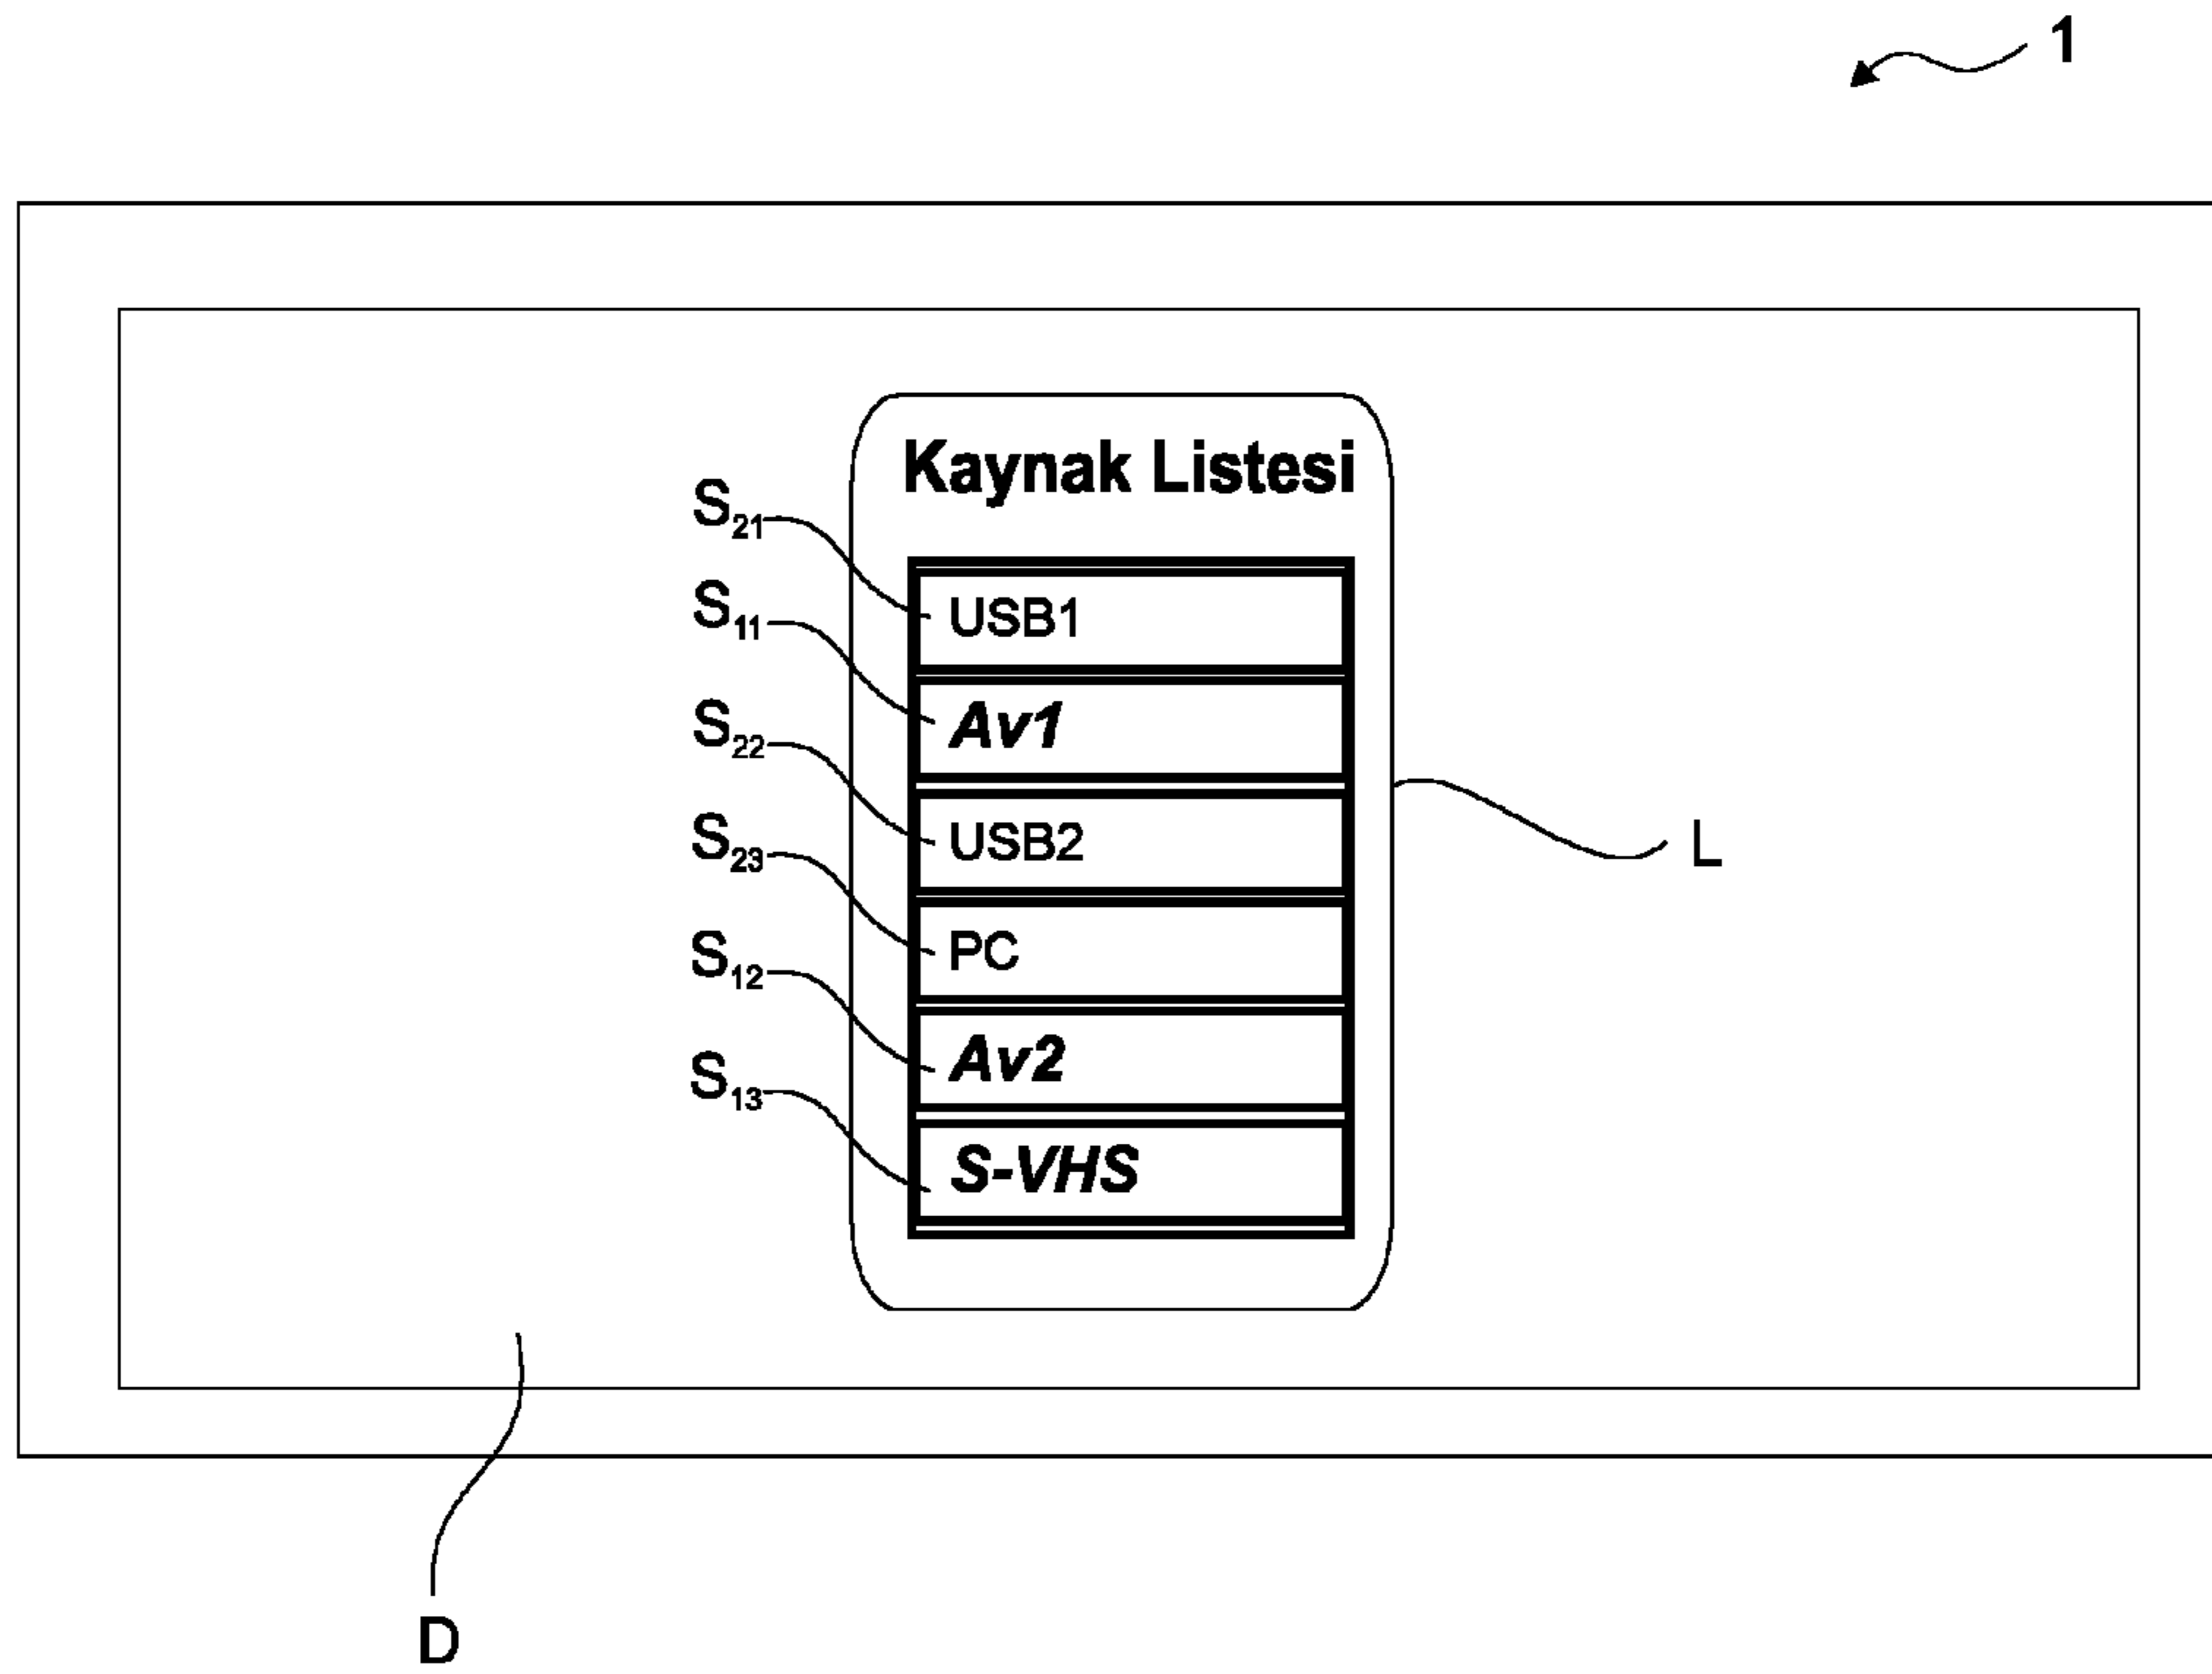 1
Kaynak Listesi
S21
USB1
S11
Av1
S22
USB2
S23
PC
L
S12
Av2
S13
S-VHS
D